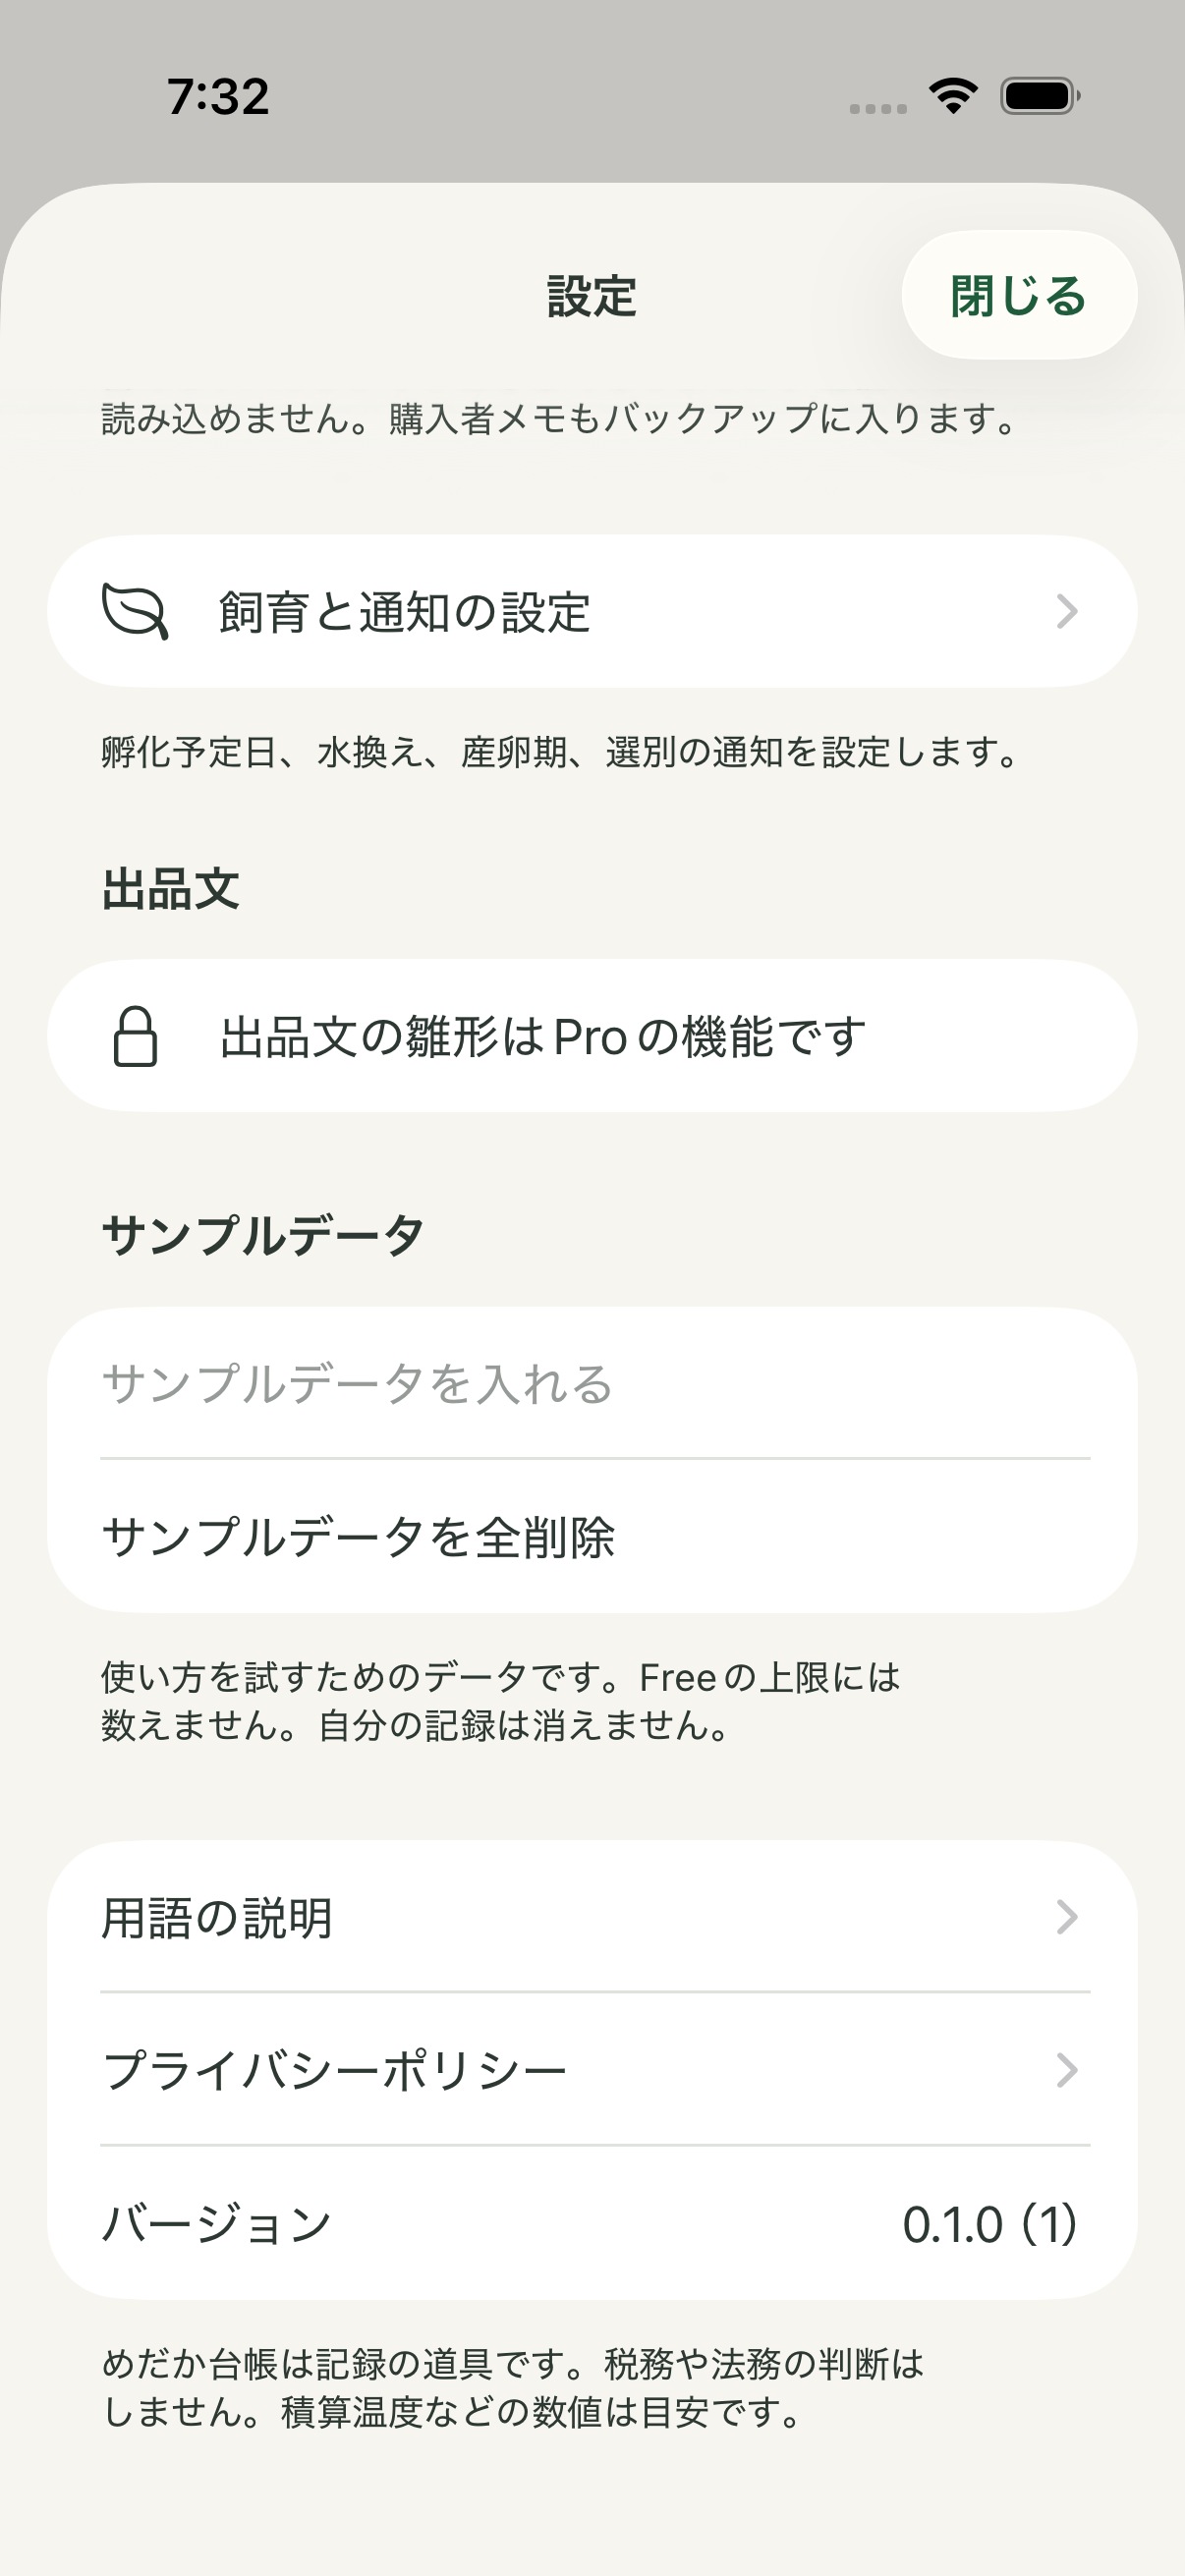 7:32
設定
閉じる
読み込めません。購入者メモもバックアップに入ります。
飼育と通知の設定
孵化予定日、水換え、産卵期、選別の通知を設定します。
出品文
出品文の雛形は Pro の機能です
サンプルデータ
サンプルデータを入れる
サンプルデータを全削除
使い方を試すためのデータです。Free の上限には
数えません。自分の記録は消えません。
用語の説明
プライバシーポリシー
バージョン
0.1.0 (1)
めだか台帳は記録の道具です。税務や法務の判断は
しません。積算温度などの数値は目安です。